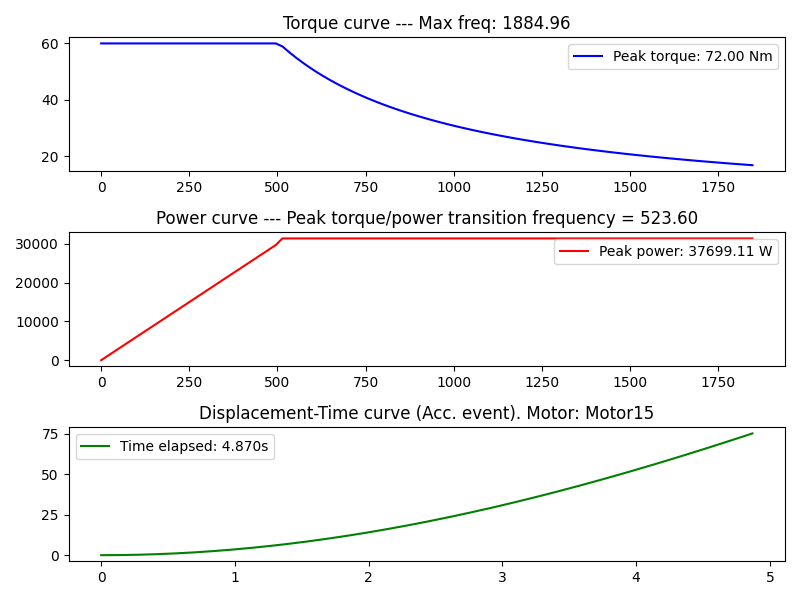 Torque curve --- Max freq: 1884.96
60
40
20
Peak torque: 72.00 Nm
0 250 500 750 1000 1250 1500 1750
Power curve --- Peak torque/power transition frequency = 523.60
30000
20000
10000
0
Peak power: 37699.11 W
0 250 500 750 1000 1250 1500 1750
Displacement-Time curve (Acc. event). Motor: Motor15
75
50
25
0
Time elapsed: 4.870s
0 1 2 3 4 5